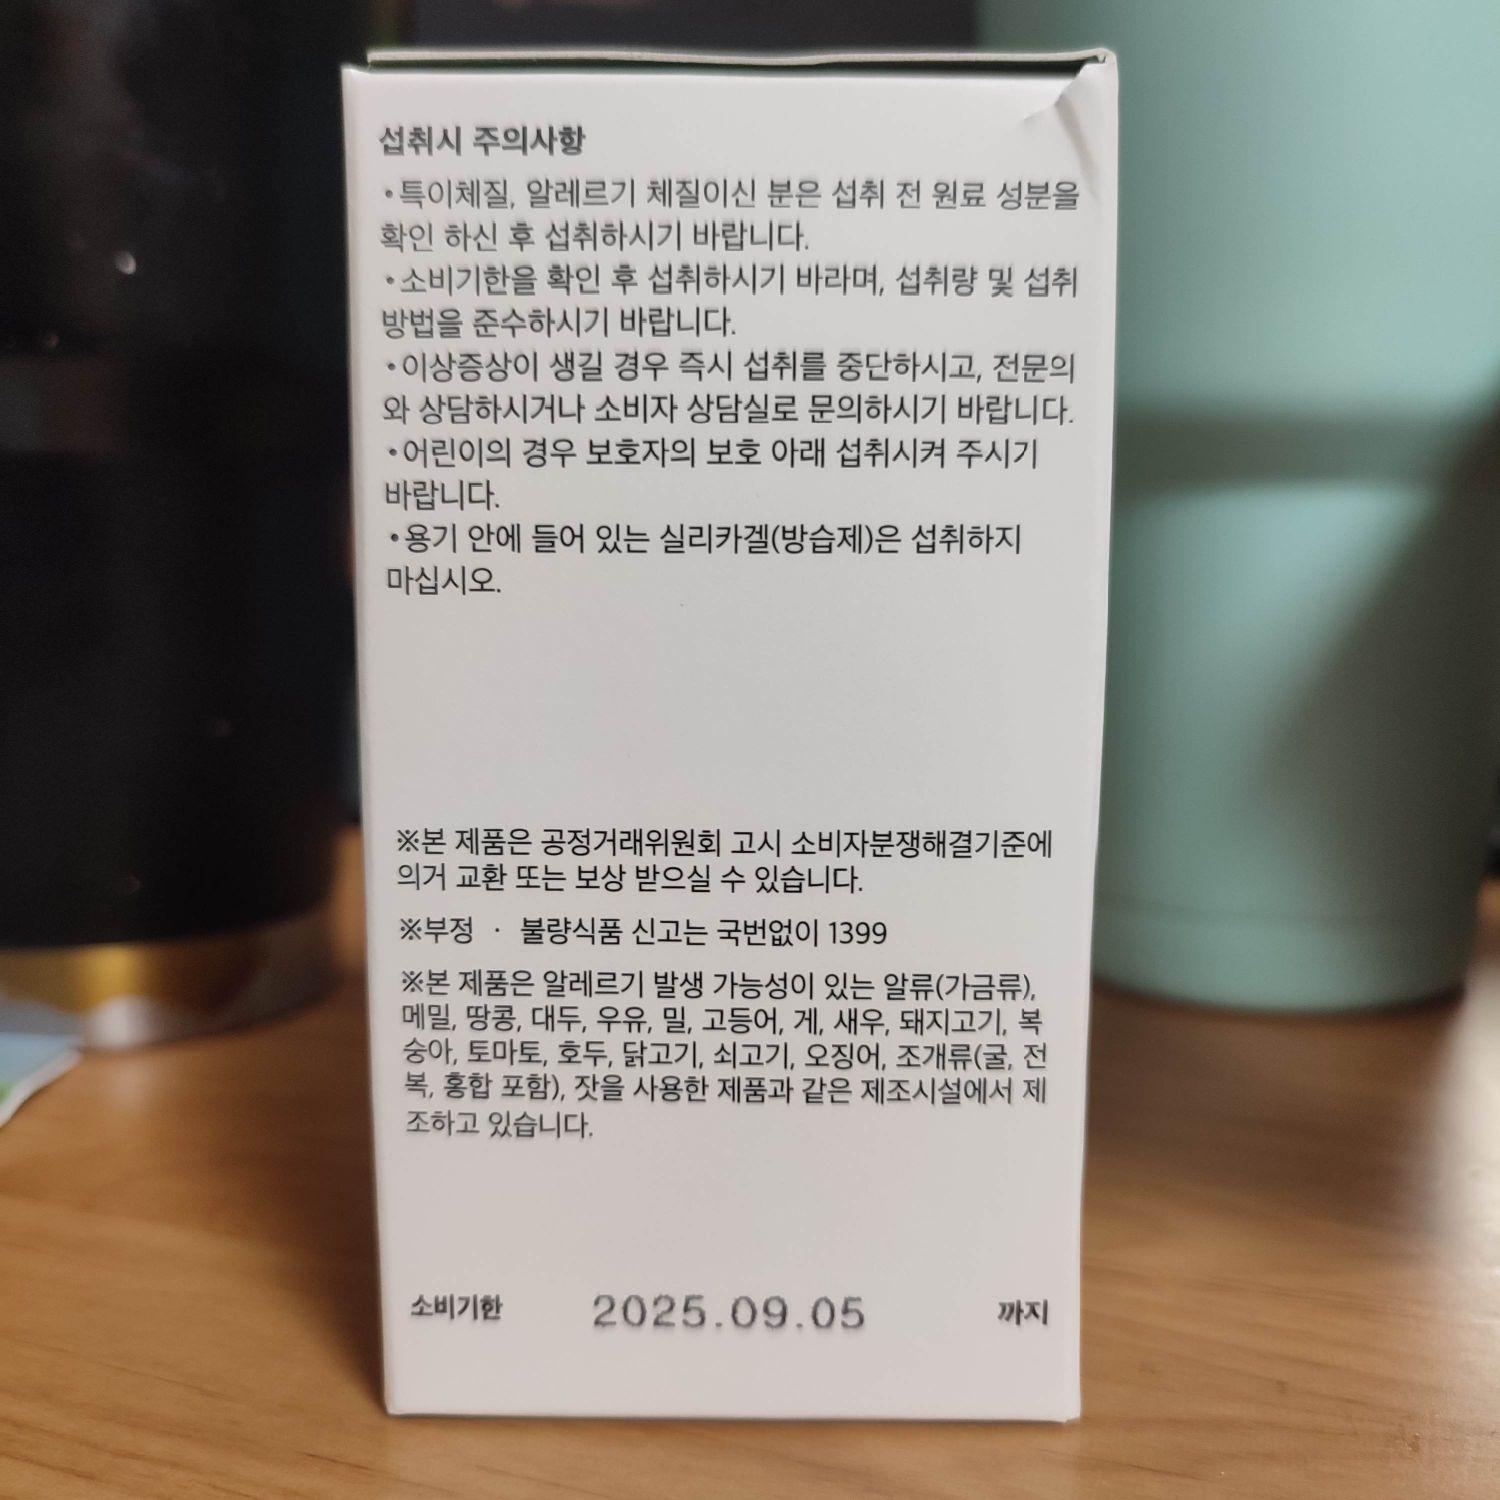 섭취시 주의사항
•특이체질, 알레르기 체질이신 분은 섭취 전 원료 성분을
확인 하신 후 섭취하시기 바랍니다.
•소비기한을 확인 후 섭취하시기 바라며, 섭취량 및 섭취
방법을 준수하시기 바랍니다.
•이상증상이 생길 경우 즉시 섭취를 중단하시고, 전문의
와 상담하시거나 소비자 상담실로 문의하시기 바랍니다.
•어린이의 경우 보호자의 보호 아래 섭취시켜 주시기
바랍니다.
•용기 안에 들어 있는 실리카겔(방습제)은 섭취하지
마십시오.
※본 제품은 공정거래위원회 고시 소비자분쟁해결기준에
의거 교환 또는 보상 받으실 수 있습니다.
※부정 · 불량식품 신고는 국번없이 1399
※본 제품은 알레르기 발생 가능성이 있는 알류(가금류),
메밀, 땅콩, 대두, 우유, 밀, 고등어, 게, 새우, 돼지고기, 복
숭아, 토마토, 호두, 닭고기, 쇠고기, 오징어, 조개류(굴, 전
복, 홍합 포함), 잣을 사용한 제품과 같은 제조시설에서 제
조하고 있습니다.
소비기한 2025.09.05 까지